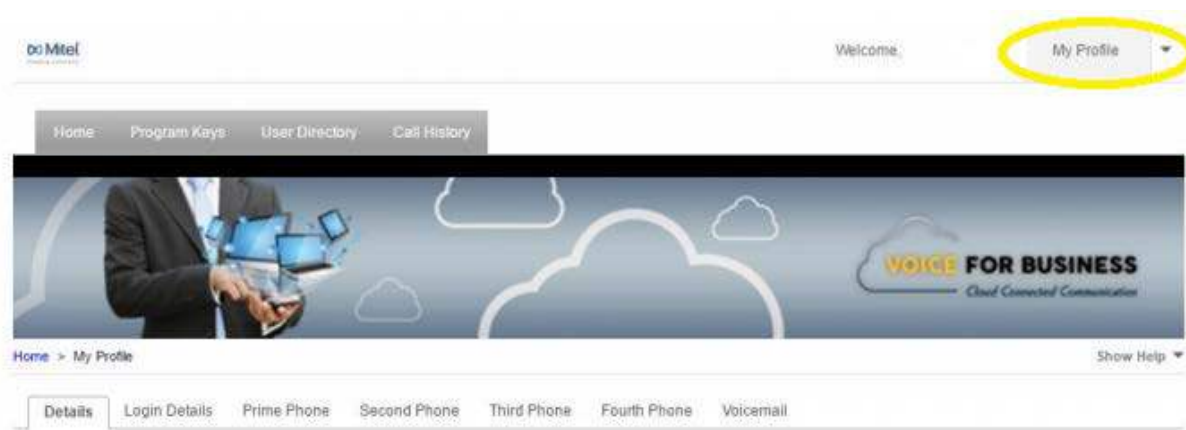 Mitel
Welcome,
My Profile
Home Program Keys User Directory Call History
VOICE FOR BUSINESS
Cloud Connected Communication
Home > My Profile
Show Help
Details Login Details Prime Phone Second Phone Third Phone Fourth Phone Voicemail